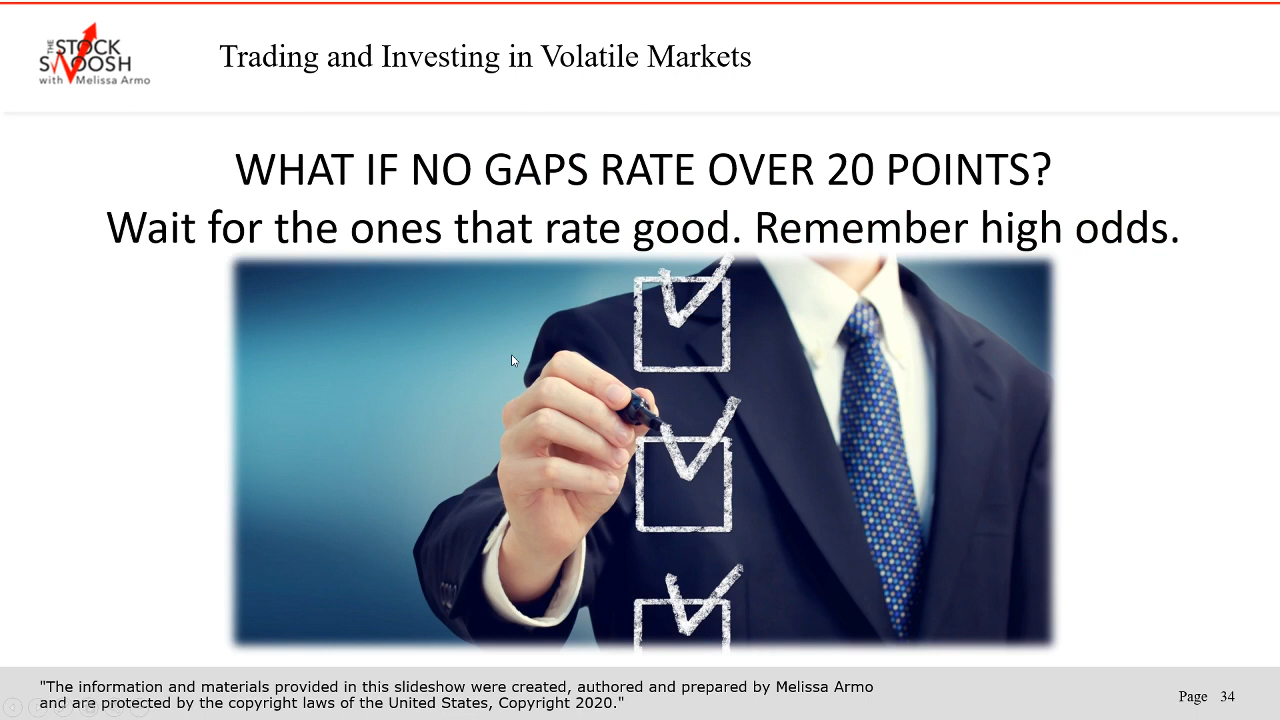 THE
STOCK
SWOOSH
with Melissa Armo
Trading and Investing in Volatile Markets
WHAT IF NO GAPS RATE OVER 20 POINTS?
Wait for the ones that rate good. Remember high odds.
"The information and materials provided in this slideshow were created, authored and prepared by Melissa Armo
and are protected by the copyright laws of the United States, Copyright 2020."
Page 34